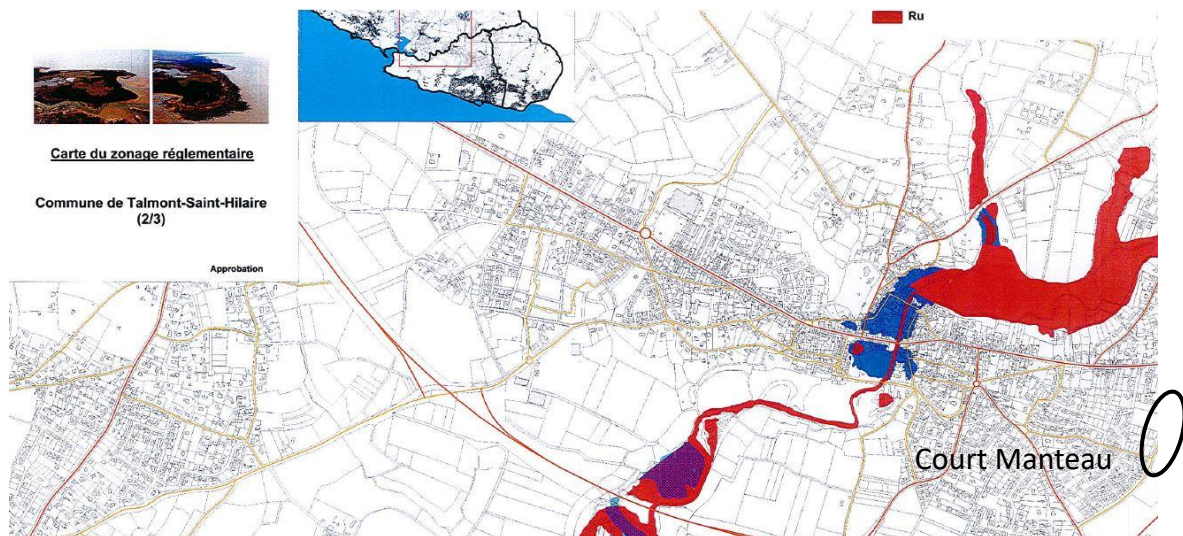 Ru
Carte du zonage réglementaire
Commune de Talmont-Saint-Hilaire
(2/3)
Approbation
Court Manteau